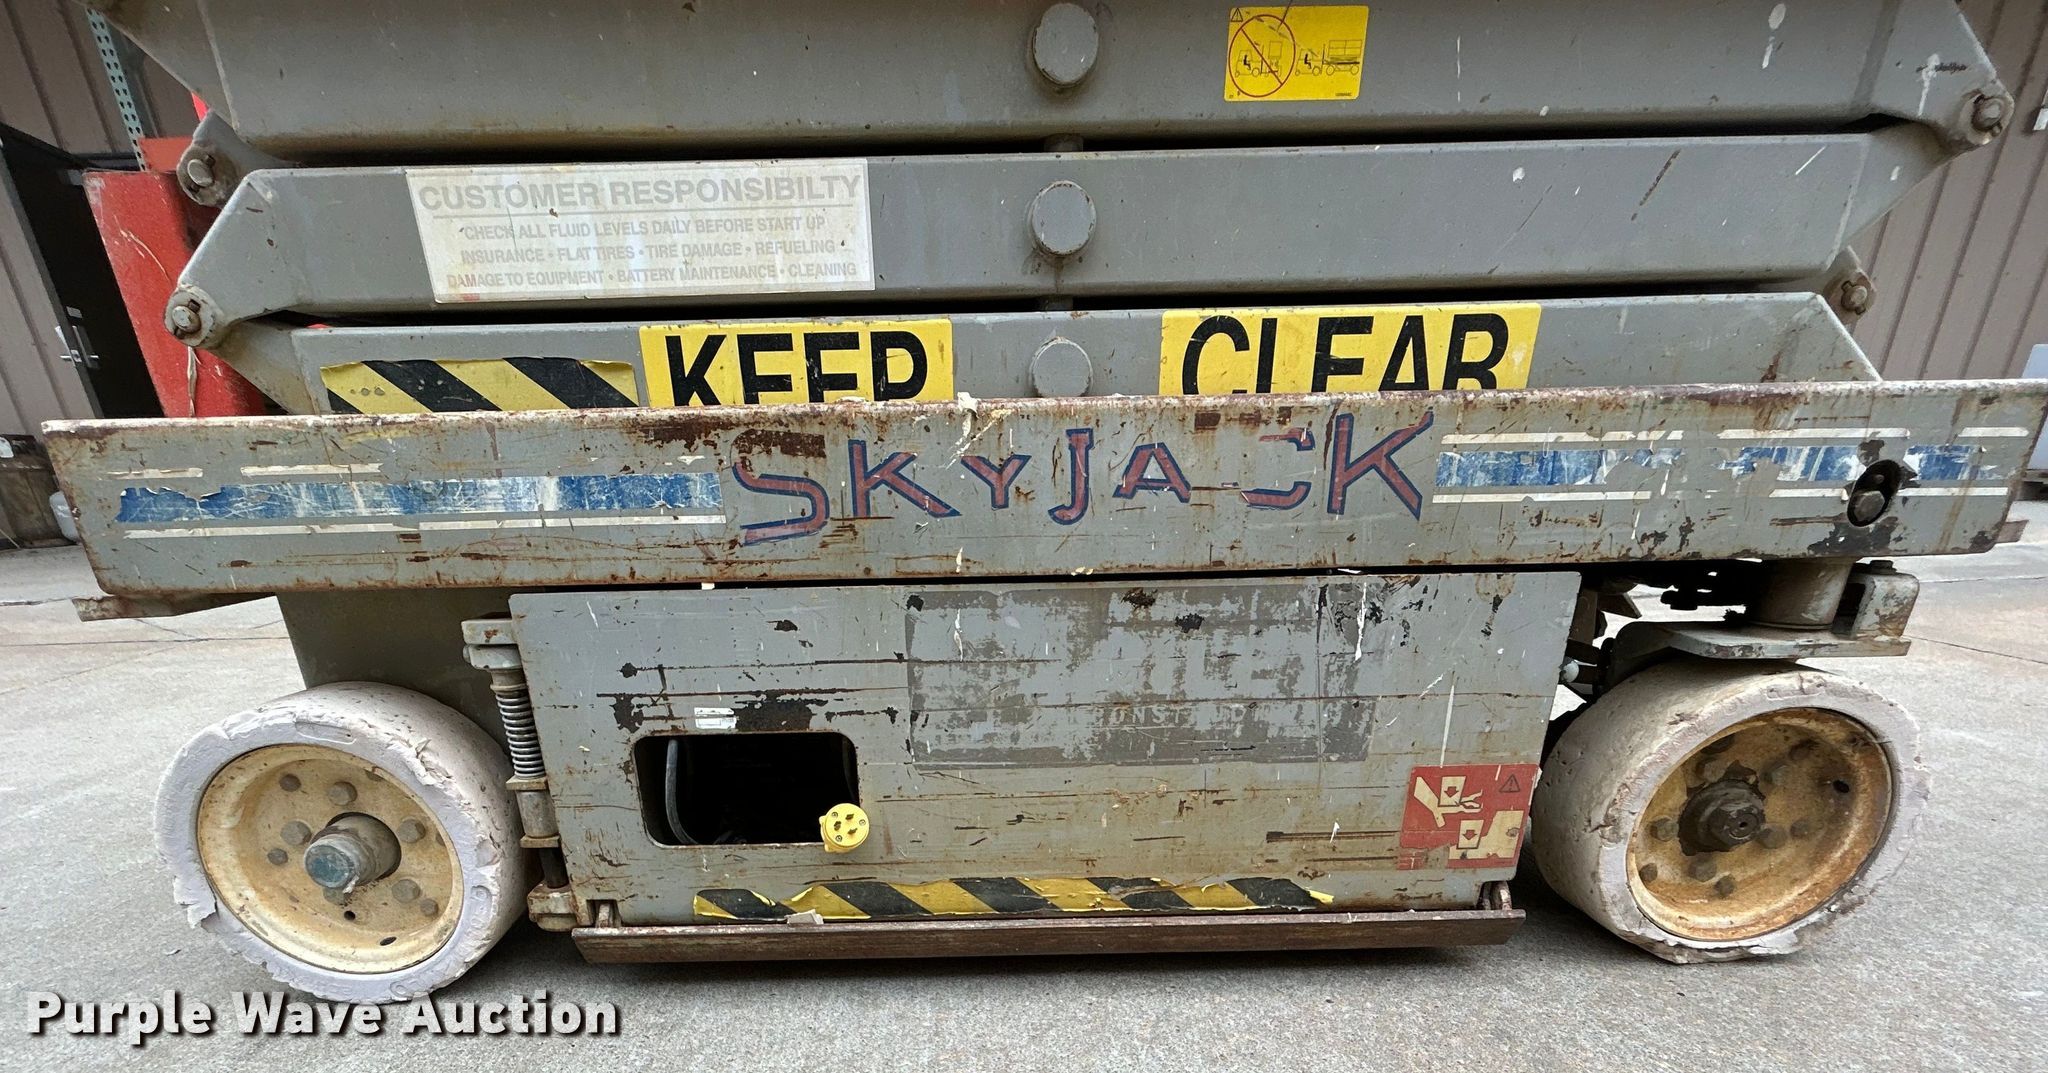 CUSTOMER RESPONSIBILTY
CHECK ALL FLUID LEVELS DAILY BEFORE START UP
INSURANCE • FLAT TIRES • TIRE DAMAGE • REFUELING
DAMAGE TO EQUIPMENT • BATTERY MAINTENANCE • CLEANING
KEEP CLEAR
SKYJACK
Purple Wave Auction